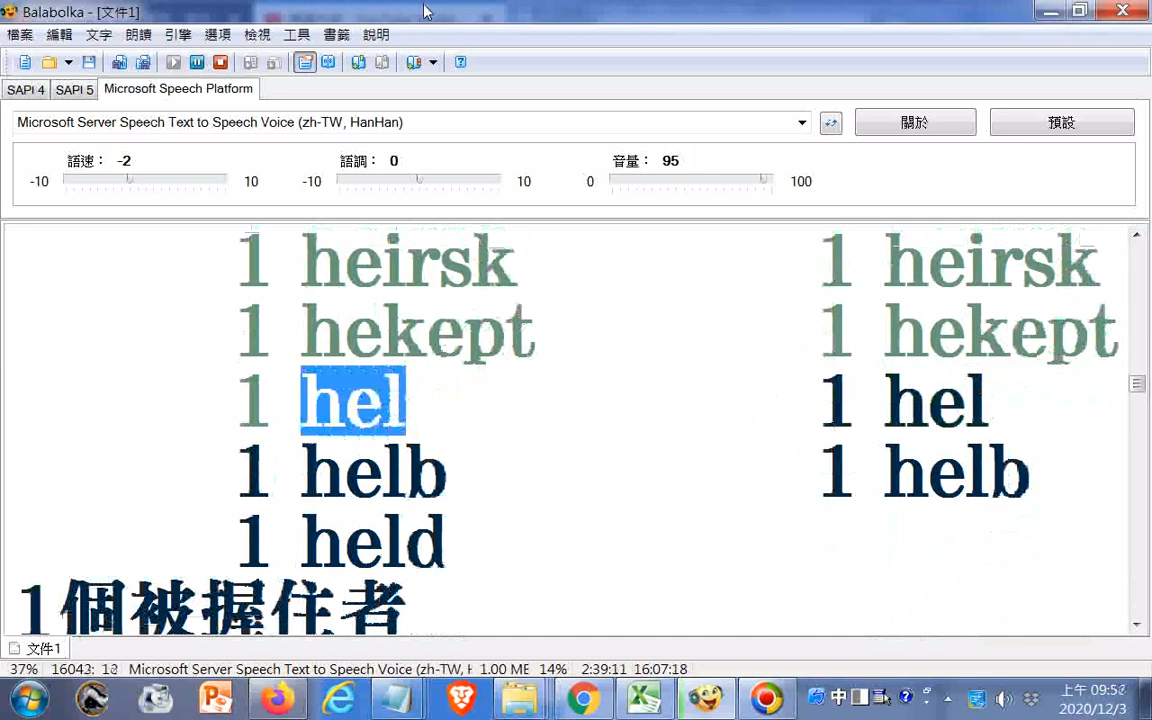 Balabolka - [文件1]
檔案 編輯 文字 朗讀 引擎 選項 檢視 工具 書籤 說明
SAPI 4 SAPI 5 Microsoft Speech Platform
Microsoft Server Speech Text to Speech Voice (zh-TW, HanHan) 關於 預設
語速： -2 語調： 0 音量： 95
-10 10 -10 10 0 100
1 heirsk 1 heirsk
1 hekept 1 hekept
1 hel 1 hel
1 helb 1 helb
1 held
1個被握住者
文件1
37% 16043: Microsoft Server Speech Text to Speech Voice (zh-TW, H 1.00 ME 14% 2:39:11 16:07:18
中 上午 09:5
2020/12/3